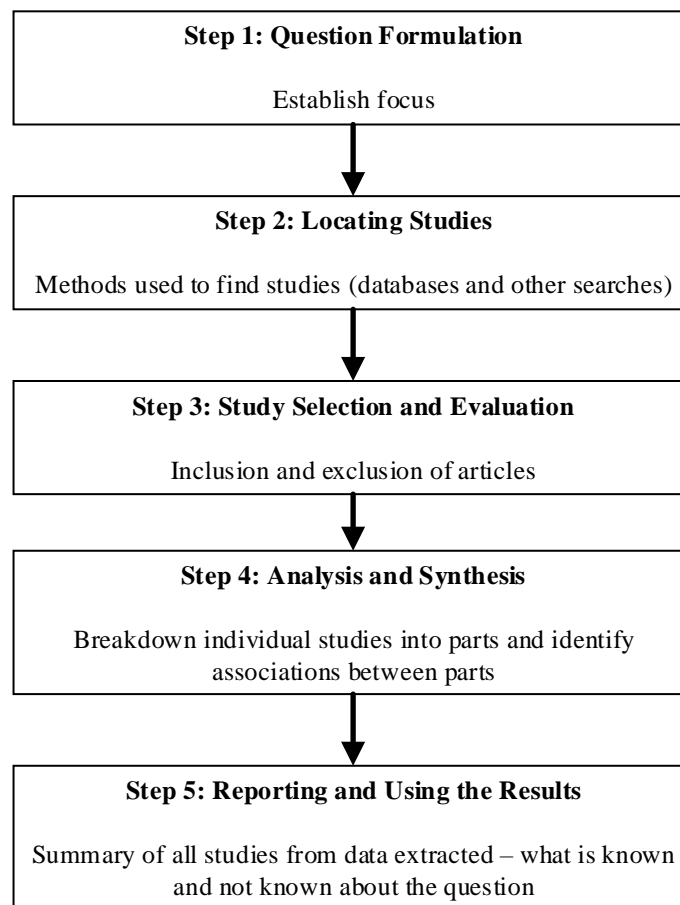 Step 1: Question Formulation
Establish focus
Step 2: Locating Studies
Methods used to find studies (databases and other searches)
Step 3: Study Selection and Evaluation
Inclusion and exclusion of articles
Step 4: Analysis and Synthesis
Breakdown individual studies into parts and identify
associations between parts
Step 5: Reporting and Using the Results
Summary of all studies from data extracted – what is known
and not known about the question